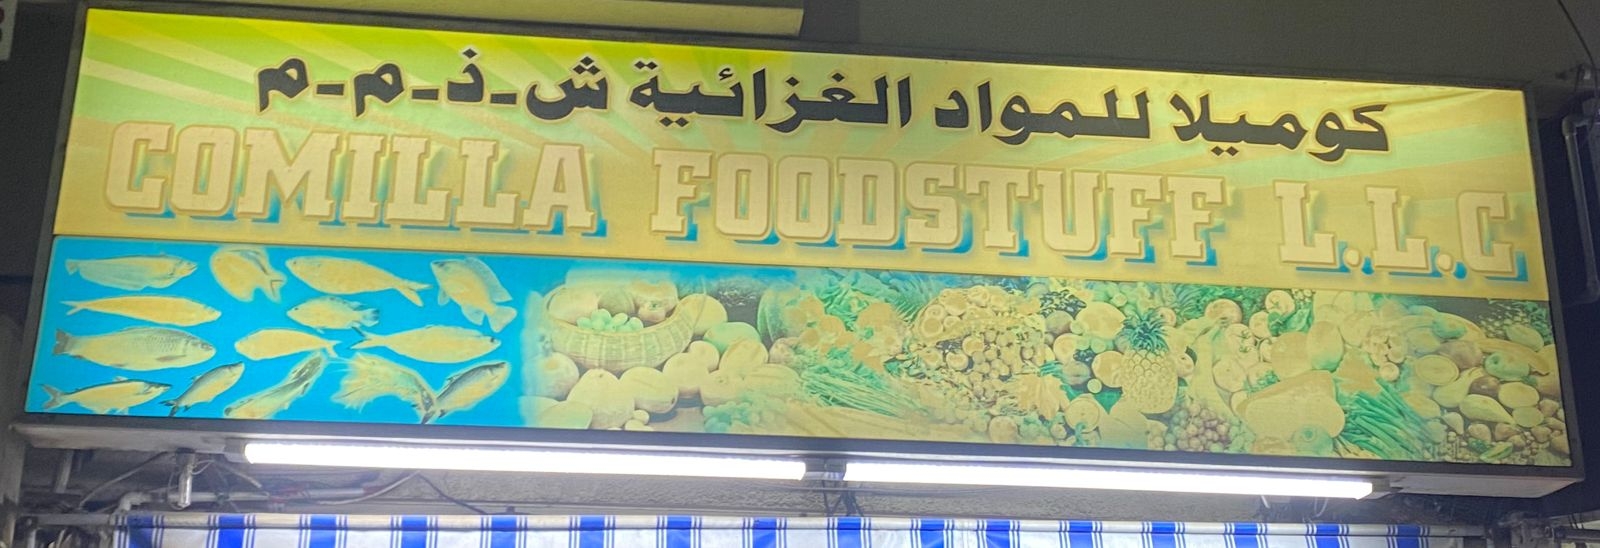 كوميلا للمواد الغزائية ش-ذ-م-م
COMILLA FOODSTUFF L.L.C